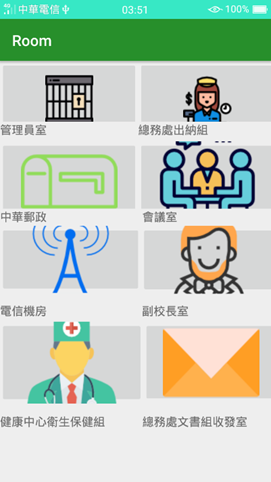 4G 中華電信 03:51 100%
Room
管理員室 總務處出納組
中華郵政 會議室
電信機房 副校長室
健康中心衛生保健組 總務處文書組收發室